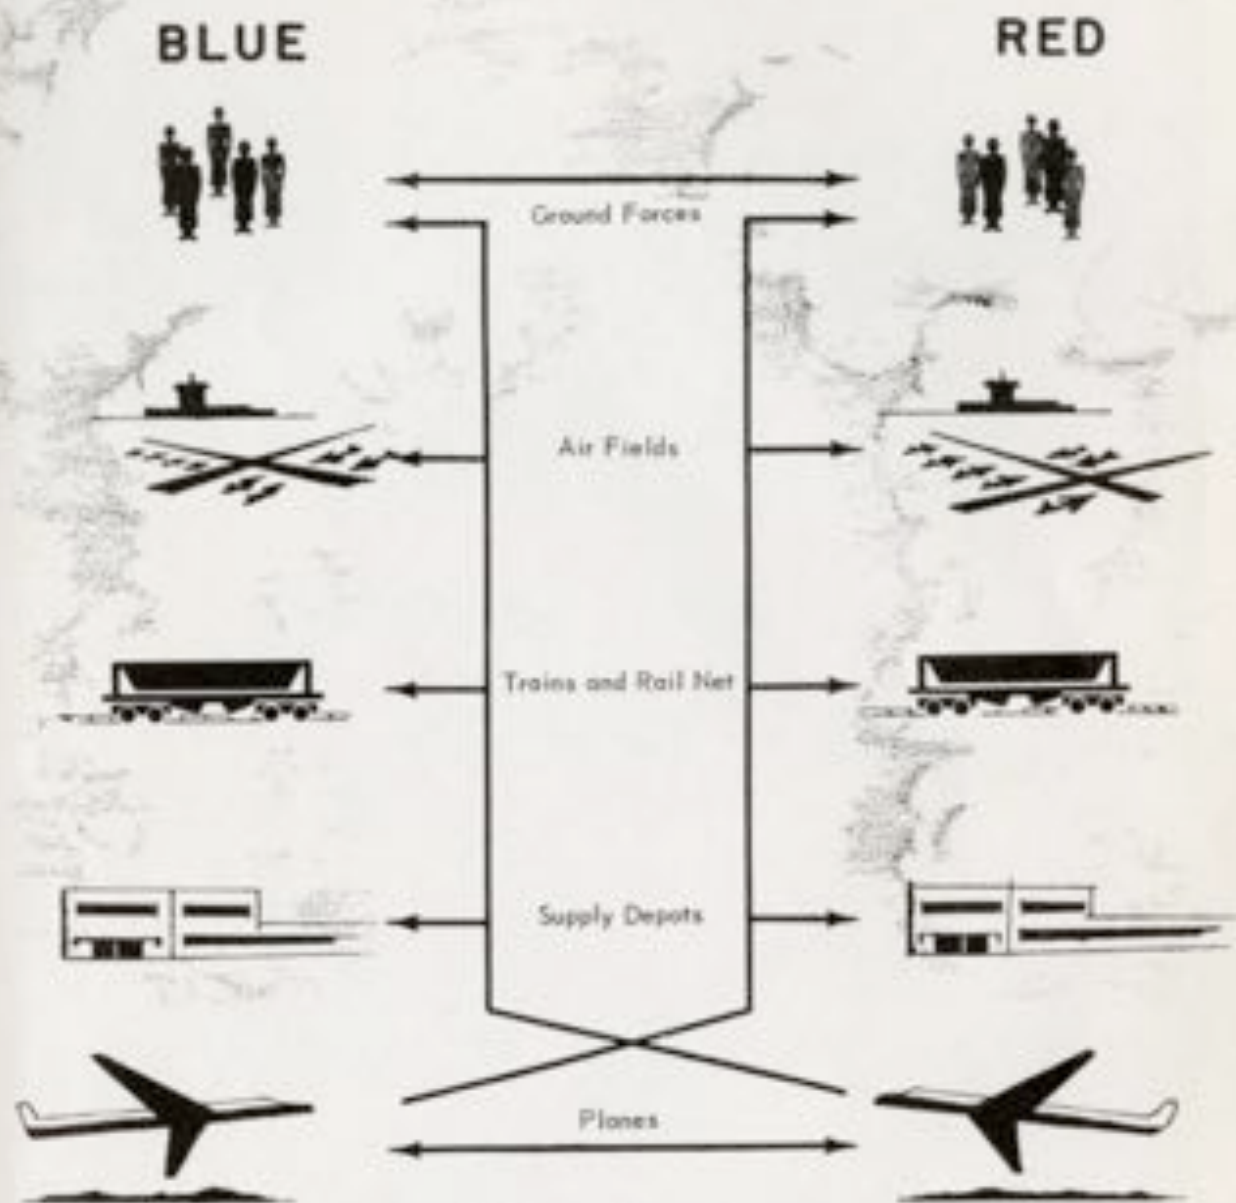 BLUE
RED
Ground Forces
Air Fields
Trains and Rail Net
Supply Depots
Planes